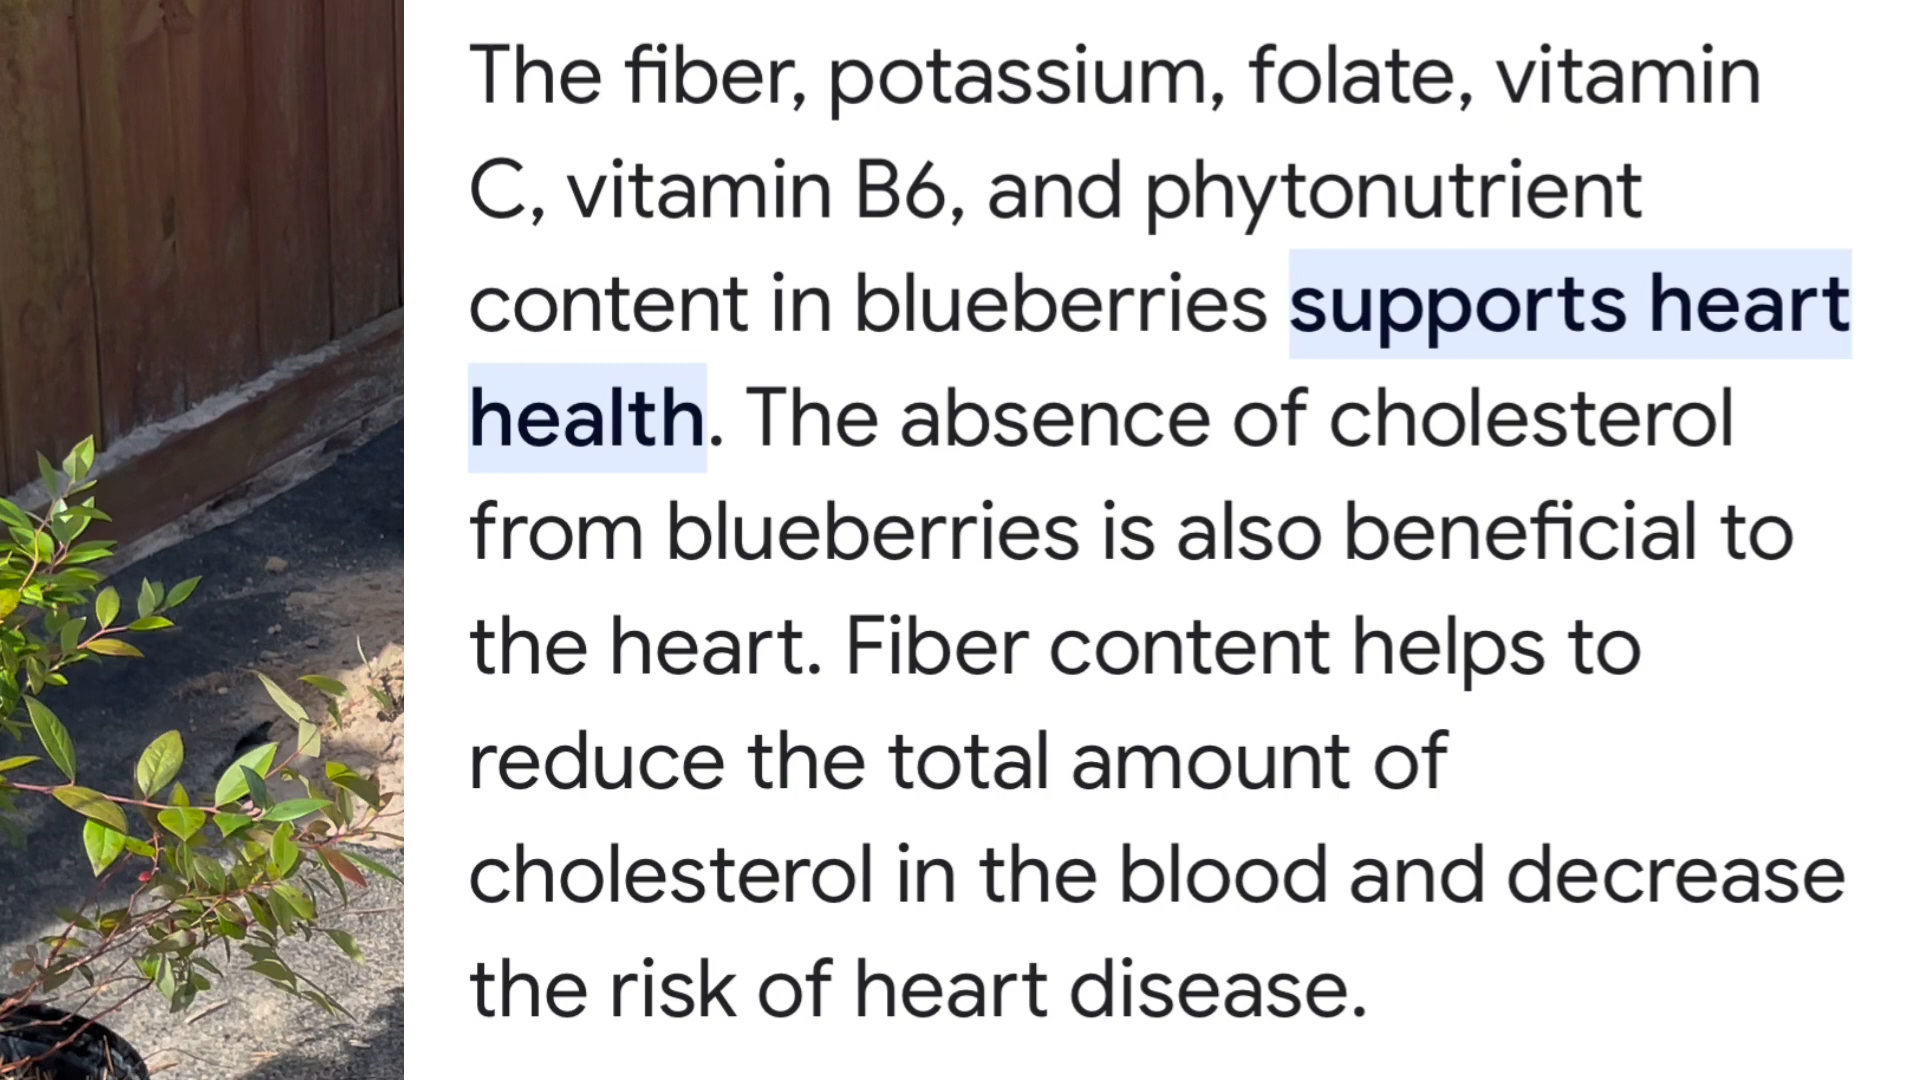 The fiber, potassium, folate, vitamin
C, vitamin B6, and phytonutrient
content in blueberries supports heart
health. The absence of cholesterol
from blueberries is also beneficial to
the heart. Fiber content helps to
reduce the total amount of
cholesterol in the blood and decrease
the risk of heart disease.